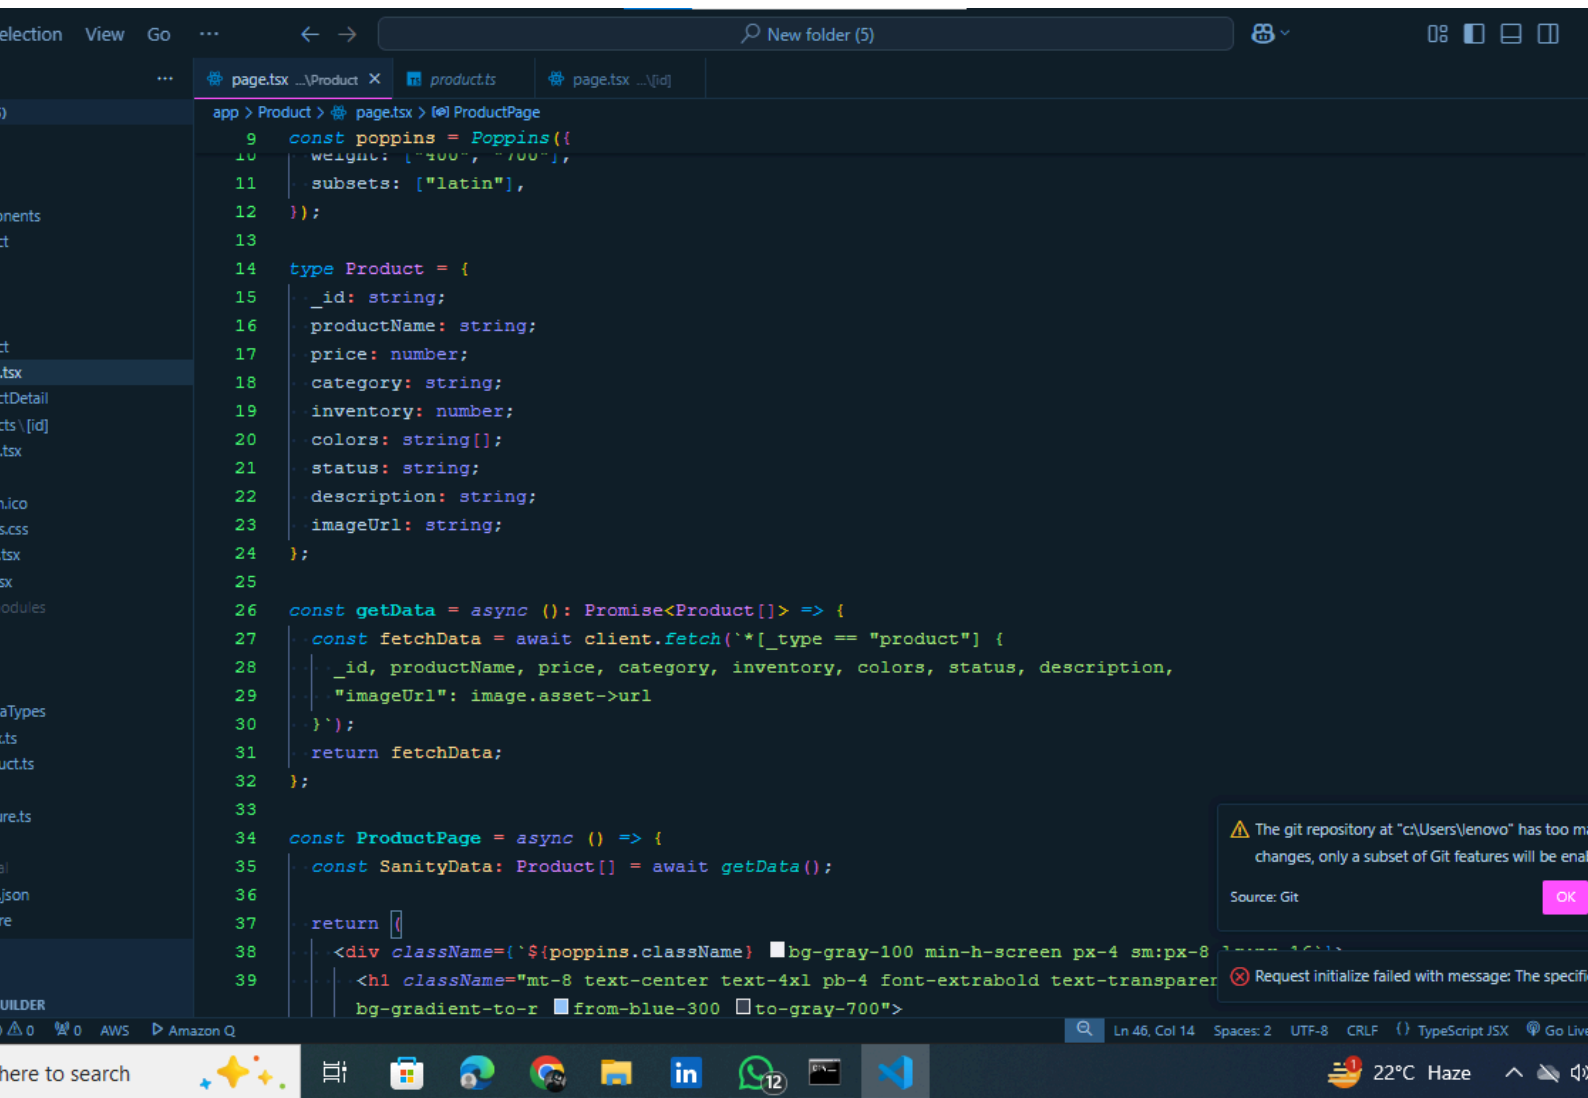 election View Go ···
New folder (5)
page.tsx ...\Product × product.ts page.tsx ...\[id]
app > Product > page.tsx > ProductPage
9 const poppins = Poppins({
10 weight: ["400", "700"],
11 subsets: ["latin"],
12 });
13
14 type Product = {
15 _id: string;
16 productName: string;
17 price: number;
18 category: string;
19 inventory: number;
20 colors: string[];
21 status: string;
22 description: string;
23 imageUrl: string;
24 };
25
26 const getData = async (): Promise<Product[]> => {
27 const fetchData = await client.fetch(`*[_type == "product"] {
28 _id, productName, price, category, inventory, colors, status, description,
29 "imageUrl": image.asset->url
30 }`);
31 return fetchData;
32 };
33
34 const ProductPage = async () => {
35 const SanityData: Product[] = await getData();
36
37 return (
38 <div className={`${poppins.className} bg-gray-100 min-h-screen px-4 sm:px-8
39 <h1 className="mt-8 text-center text-4xl pb-4 font-extrabold text-transparen
bg-gradient-to-r from-blue-300 to-gray-700">
onents
ct
ct
.tsx
ctDetail
cts\[id]
.tsx
n.ico
s.css
.tsx
sx
odules
aTypes
.ts
uct.ts
ure.ts
al
.json
re
UILDER
The git repository at "c:\Users\lenovo" has too ma
changes, only a subset of Git features will be enal
Source: Git
OK
Request initialize failed with message: The specifi
0 0 AWS Amazon Q
Ln 46, Col 14 Spaces: 2 UTF-8 CRLF {} TypeScript JSX Go Live
here to search
in
12
1
22°C Haze